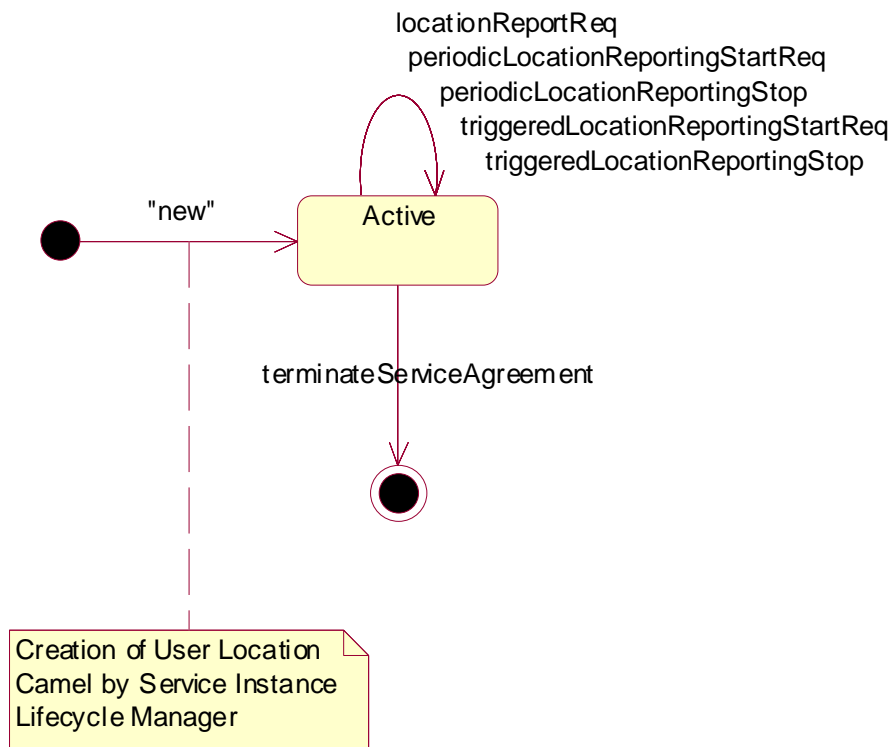 locationReportReq
periodicLocationReportingStartReq
periodicLocationReportingStop
triggeredLocationReportingStartReq
triggeredLocationReportingStop
"new"
Active
terminateServiceAgreement
Creation of User Location
Camel by Service Instance
Lifecycle Manager